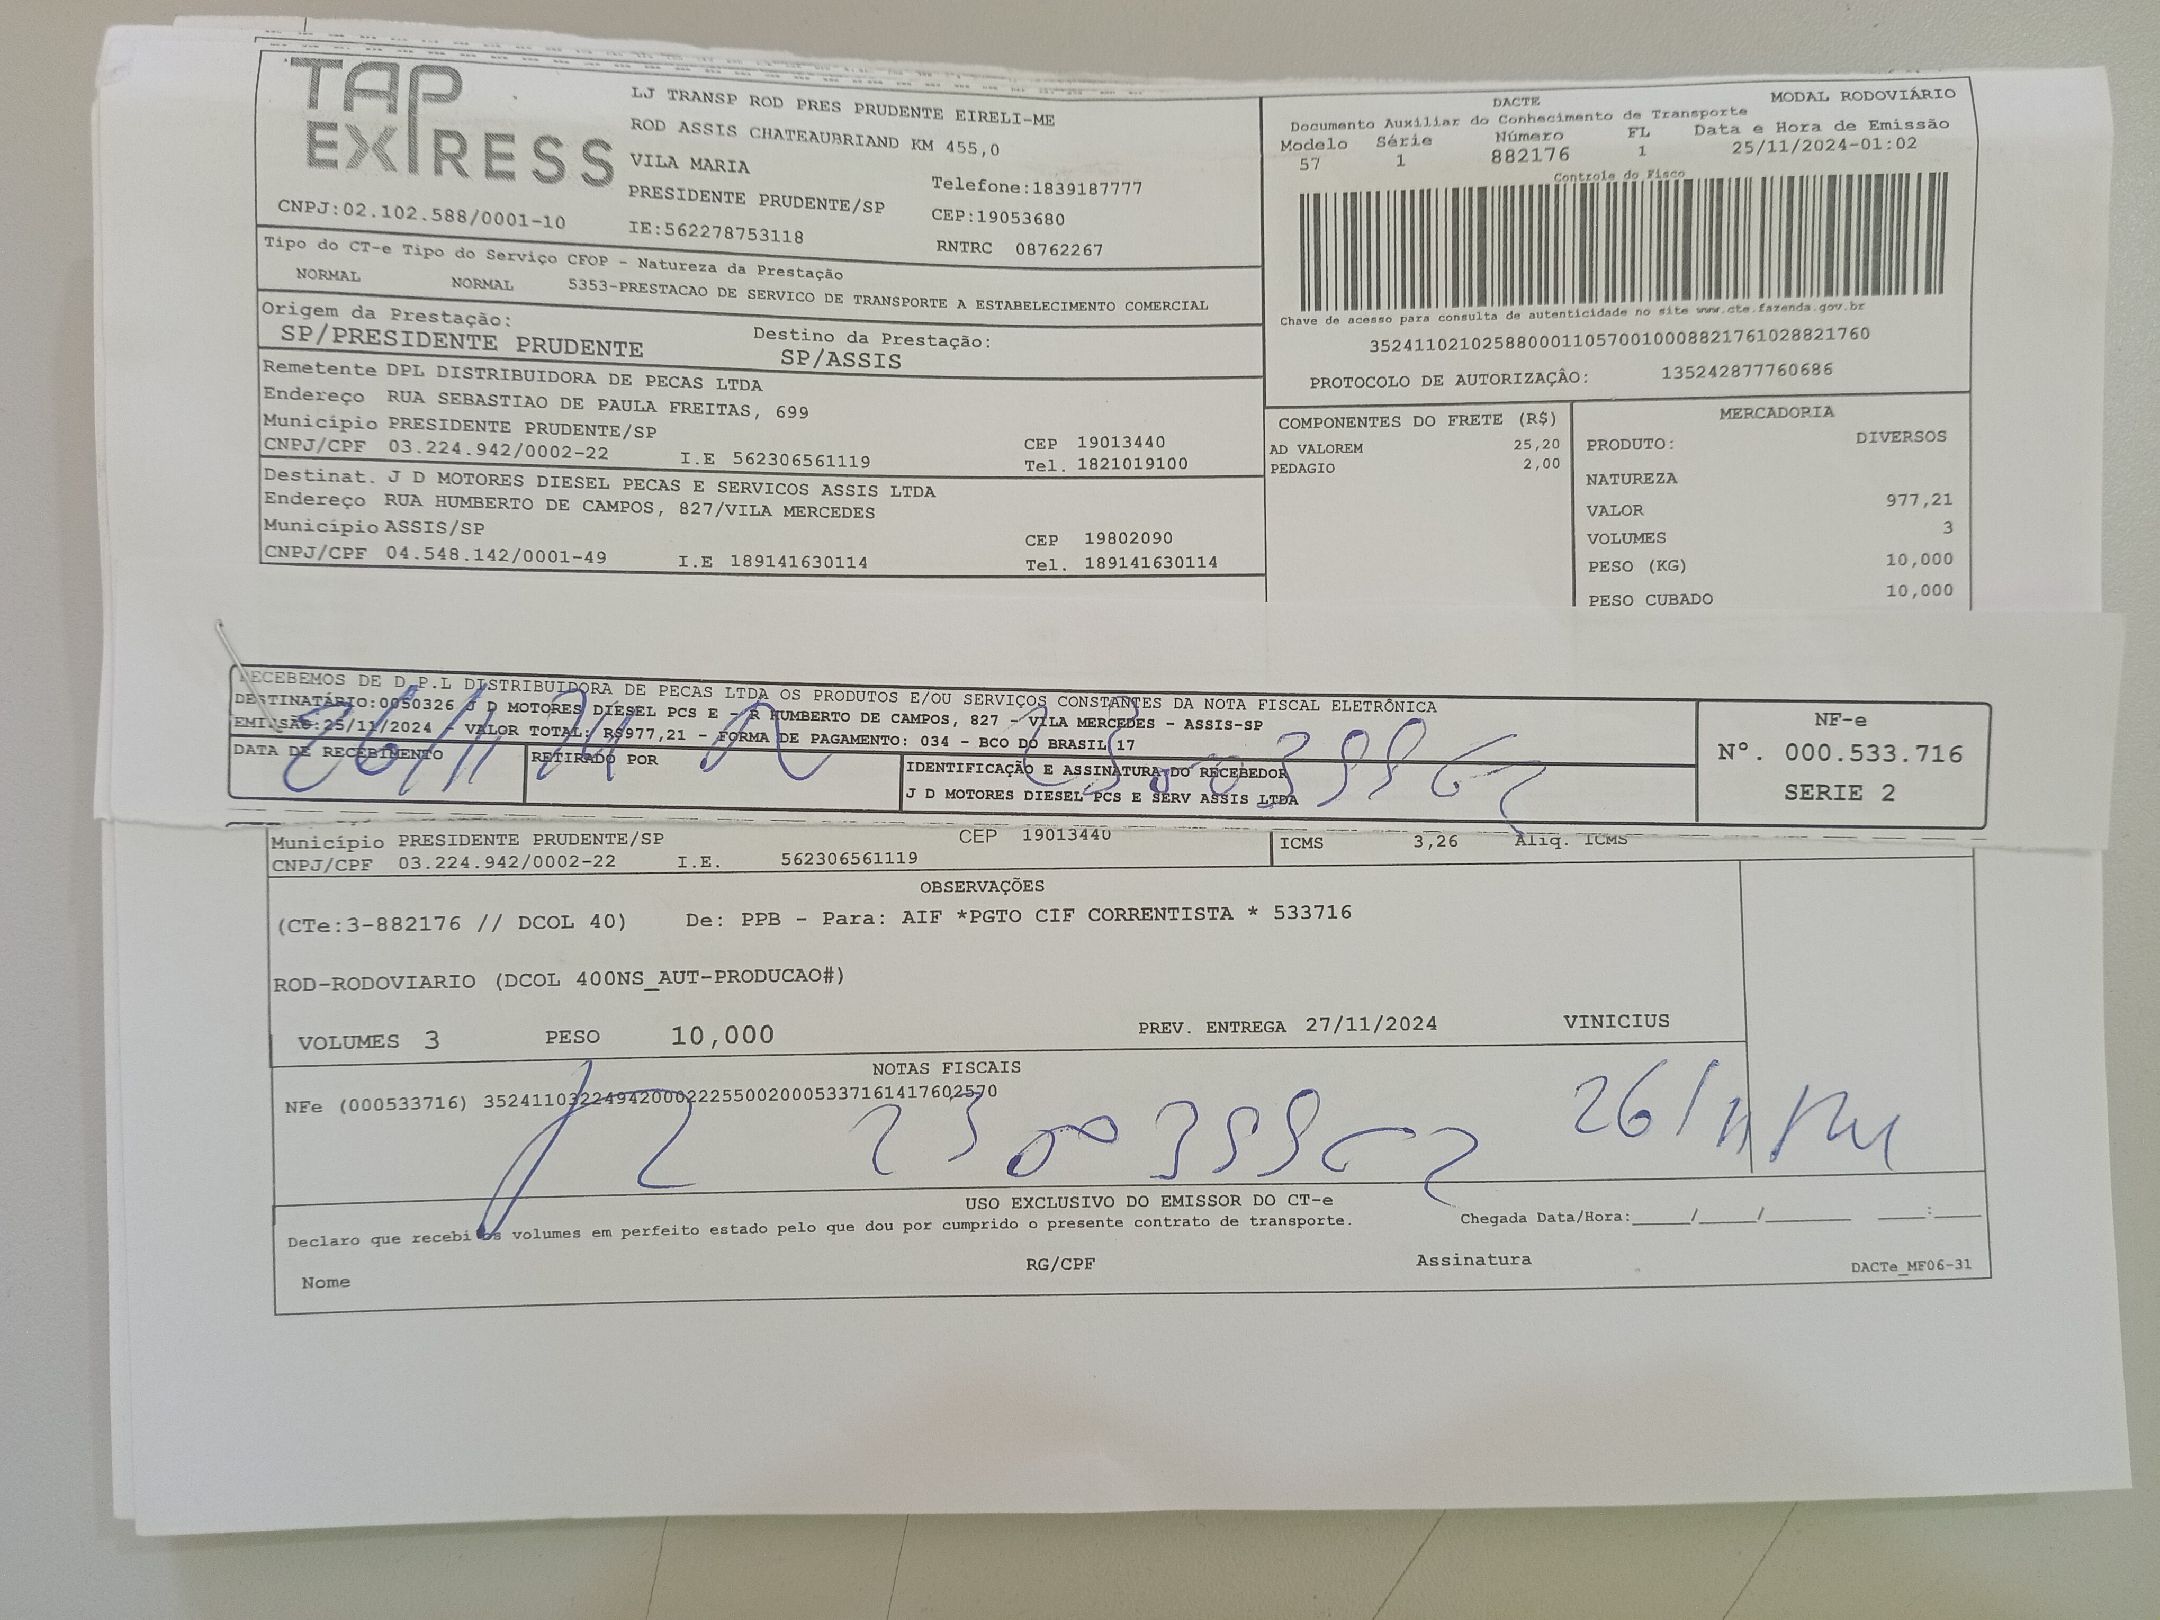 TAP
EXPRESS
LJ TRANSP ROD PRES PRUDENTE EIRELI-ME
ROD ASSIS CHATEAUBRIAND KM 455,0
VILA MARIA
PRESIDENTE PRUDENTE/SP
Telefone:1839187777
CEP:19053680
CNPJ:02.102.588/0001-10
IE:562278753118
RNTRC 08762267
DACTE
MODAL RODOVIÁRIO
Documento Auxiliar do Conhecimento de Transporte
Modelo Série Número FL Data e Hora de Emissão
57 1 882176 1 25/11/2024-01:02
Controle do Fisco
Chave de acesso para consulta de autenticidade no site www.cte.fazenda.gov.br
35241102102588000110570010008821761028821760
PROTOCOLO DE AUTORIZAÇÂO: 135242877760686
Tipo do CT-e Tipo do Serviço CFOP - Natureza da Prestação
NORMAL NORMAL 5353-PRESTACAO DE SERVICO DE TRANSPORTE A ESTABELECIMENTO COMERCIAL
Origem da Prestação: Destino da Prestação:
SP/PRESIDENTE PRUDENTE SP/ASSIS
Remetente DPL DISTRIBUIDORA DE PECAS LTDA
Endereço RUA SEBASTIAO DE PAULA FREITAS, 699
Município PRESIDENTE PRUDENTE/SP CEP 19013440
CNPJ/CPF 03.224.942/0002-22 I.E 562306561119 Tel. 1821019100
Destinat. J D MOTORES DIESEL PECAS E SERVICOS ASSIS LTDA
Endereço RUA HUMBERTO DE CAMPOS, 827/VILA MERCEDES
Município ASSIS/SP CEP 19802090
CNPJ/CPF 04.548.142/0001-49 I.E 189141630114 Tel. 189141630114
COMPONENTES DO FRETE (R$)
AD VALOREM 25,20
PEDAGIO 2,00
MERCADORIA
PRODUTO: DIVERSOS
NATUREZA
VALOR 977,21
VOLUMES 3
PESO (KG) 10,000
PESO CUBADO 10,000
RECEBEMOS DE D.P.L DISTRIBUIDORA DE PECAS LTDA OS PRODUTOS E/OU SERVIÇOS CONSTANTES DA NOTA FISCAL ELETRÔNICA
DESTINATÁRIO:0050326 J D MOTORES DIESEL PCS E - R HUMBERTO DE CAMPOS, 827 - VILA MERCEDES - ASSIS-SP
EMISSÃO:25/11/2024 - VALOR TOTAL: R$977,21 - FORMA DE PAGAMENTO: 034 - BCO DO BRASIL 17
DATA DE RECEBIMENTO
RETIRADO POR
IDENTIFICAÇÃO E ASSINATURA DO RECEBEDOR
J D MOTORES DIESEL PCS E SERV ASSIS LTDA
26/11/24
NF-e
Nº. 000.533.716
SERIE 2
Município PRESIDENTE PRUDENTE/SP CEP 19013440
CNPJ/CPF 03.224.942/0002-22 I.E. 562306561119
ICMS 3,26 Aliq. ICMS
OBSERVAÇÕES
(CTe:3-882176 // DCOL 40) De: PPB - Para: AIF *PGTO CIF CORRENTISTA * 533716
ROD-RODOVIARIO (DCOL 400NS_AUT-PRODUCAO#)
VOLUMES 3 PESO 10,000 PREV. ENTREGA 27/11/2024 VINICIUS
NOTAS FISCAIS
NFe (000533716) 35241103224942000222550020005337161417602570
26/11/24
USO EXCLUSIVO DO EMISSOR DO CT-e
Declaro que recebi os volumes em perfeito estado pelo que dou por cumprido o presente contrato de transporte.
Chegada Data/Hora:_____/_____/_______ ____:____
Nome RG/CPF Assinatura
DACTe_MF06-31